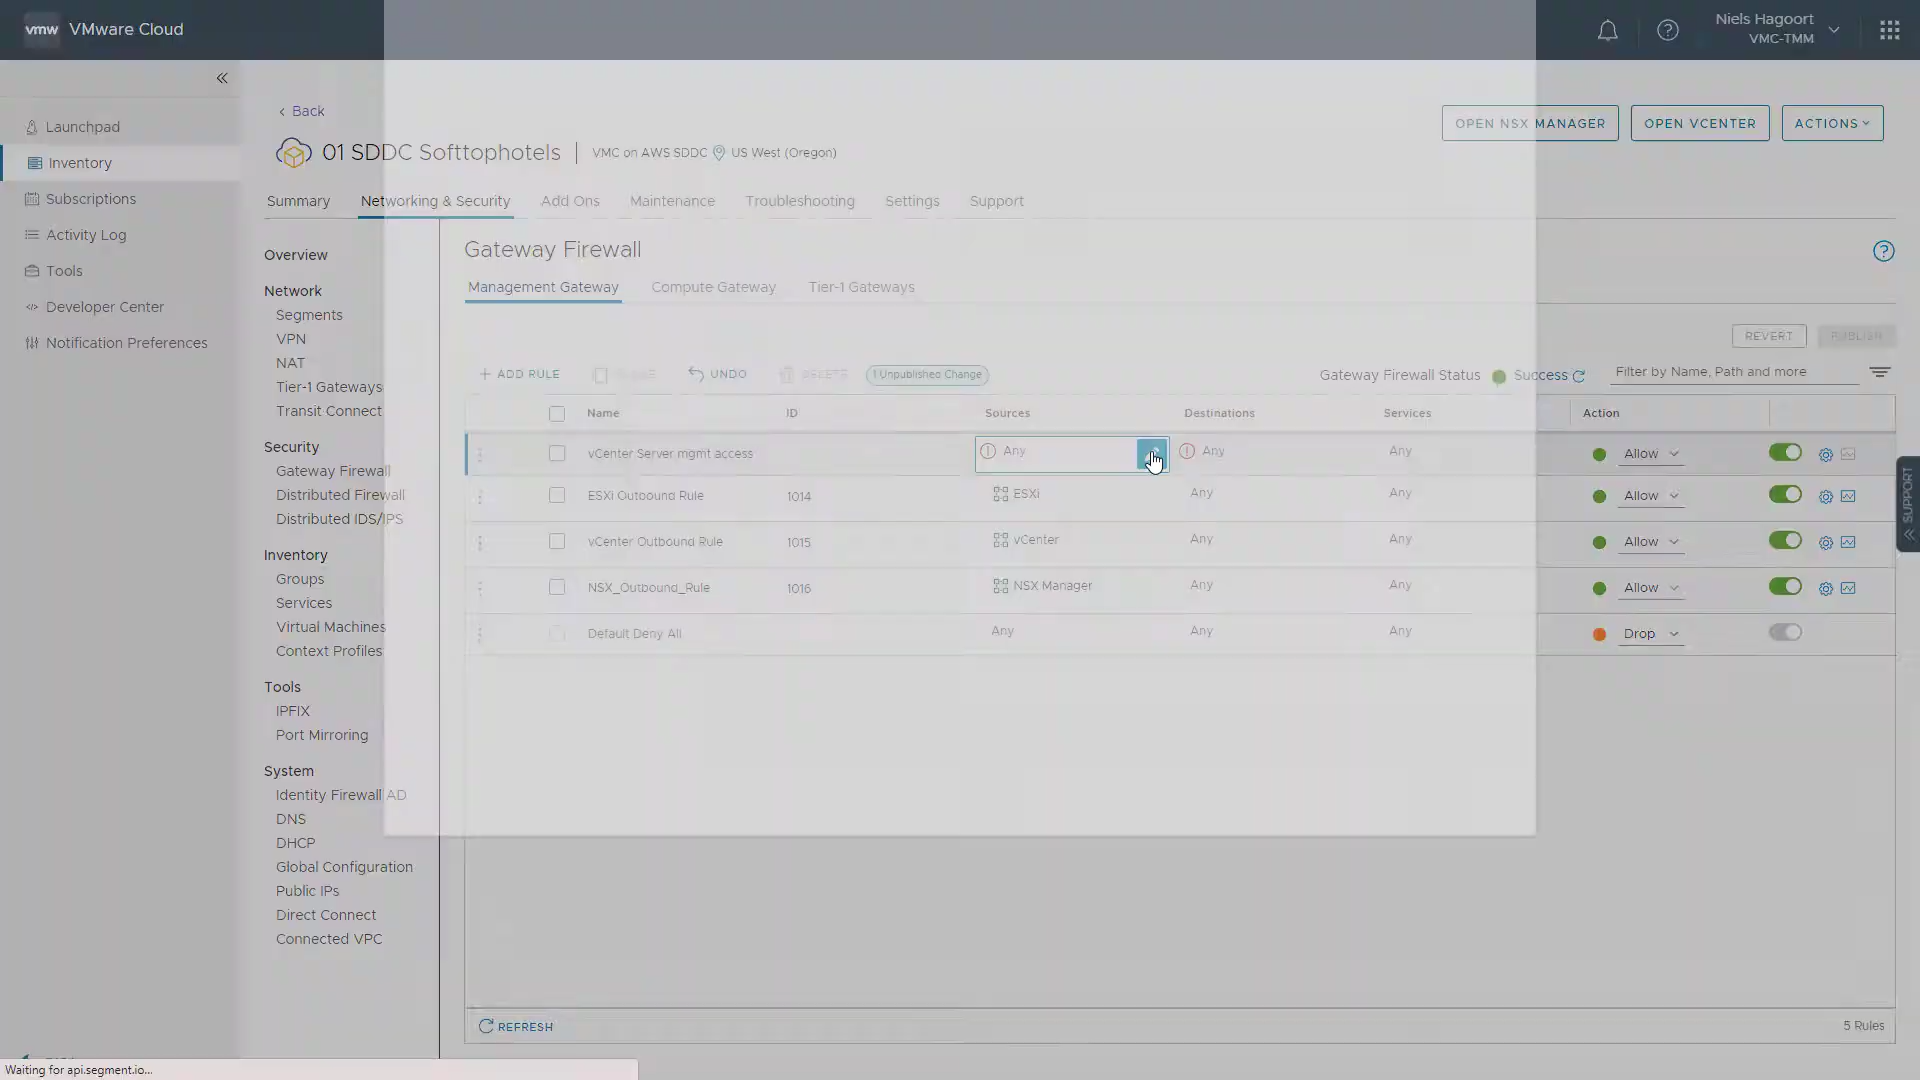 vmw VMware Cloud
Niels Hagoort
VMC-TMM
Launchpad
Inventory
Subscriptions
Activity Log
Tools
Developer Center
Notification Preferences
Back
01 SDDC Softtophotels
VMC on AWS SDDC US West (Oregon)
OPEN NSX MANAGER
OPEN VCENTER
ACTIONS
Summary Networking & Security Add Ons Maintenance Troubleshooting Settings Support
Overview
Network
Segments
VPN
NAT
Tier-1 Gateways
Transit Connect
Security
Gateway Firewall
Distributed Firewall
Distributed IDS/IPS
Inventory
Groups
Services
Virtual Machines
Context Profiles
Tools
IPFIX
Port Mirroring
System
Identity Firewall AD
DNS
DHCP
Global Configuration
Public IPs
Direct Connect
Connected VPC
Gateway Firewall
Management Gateway Compute Gateway Tier-1 Gateways
REVERT PUBLISH
ADD RULE UNDO DELETE 1 Unpublished Change
Gateway Firewall Status Success Filter by Name, Path and more
Name ID Sources Destinations Services Action
vCenter Server mgmt access Any Any Any Allow
ESXi Outbound Rule 1014 ESXi Any Any Allow
vCenter Outbound Rule 1015 vCenter Any Any Allow
NSX_Outbound_Rule 1016 NSX Manager Any Any Allow
Default Deny All Any Any Any Drop
SUPPORT
REFRESH
5 Rules
Waiting for api.segment.io...